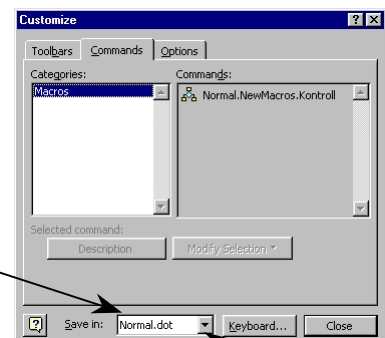 Customize
Toolbars Commands Options
Categories: Commands:
Macros Normal.NewMacros.Kontroll
Selected command:
Description Modify Selection
Save in: Normal.dot Keyboard... Close